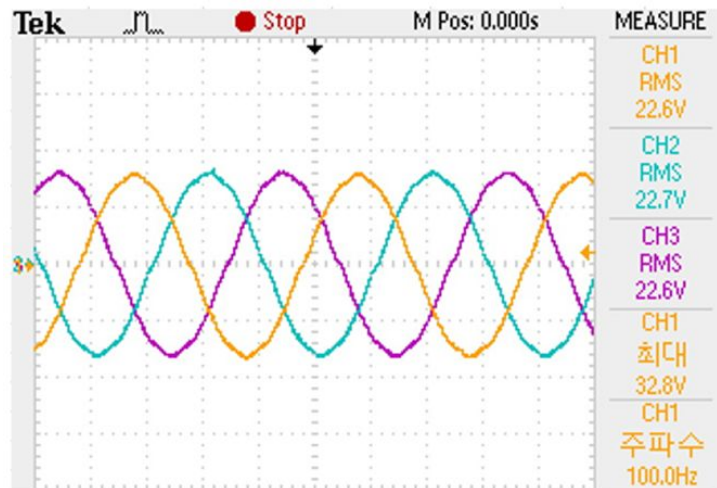 Tek Stop M Pos: 0.000s MEASURE
CH1
RMS
22.6V
CH2
RMS
22.7V
CH3
RMS
22.6V
CH1
최대
32.8V
CH1
주파수
100.0Hz